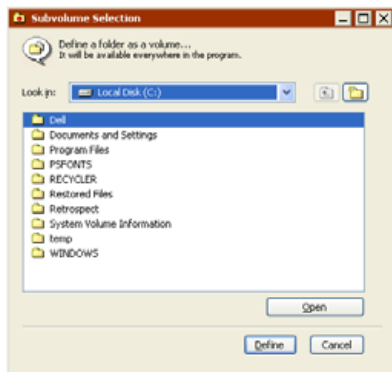 Subvolume Selection
Define a folder as a volume...
It will be available everywhere in the program.
Look in: Local Disk (C:)
Dell
Documents and Settings
Program Files
PSFONTS
RECYCLER
Restored Files
Retrospect
System Volume Information
temp
WINDOWS
Open
Define Cancel